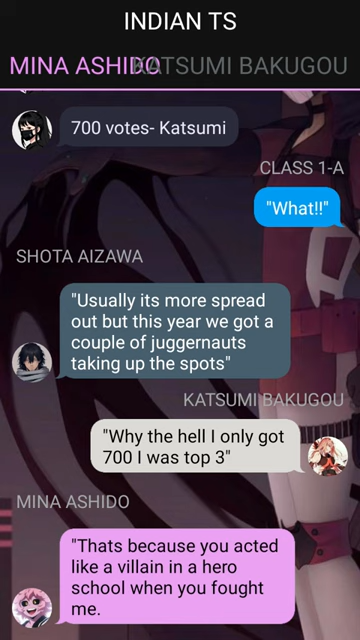 INDIAN TS
MINA ASHIDO KATSUMI BAKUGOU
700 votes- Katsumi
CLASS 1-A
"What!!"
SHOTA AIZAWA
"Usually its more spread
out but this year we got a
couple of juggernauts
taking up the spots"
KATSUMI BAKUGOU
"Why the hell I only got
700 I was top 3"
MINA ASHIDO
"Thats because you acted
like a villain in a hero
school when you fought
me.